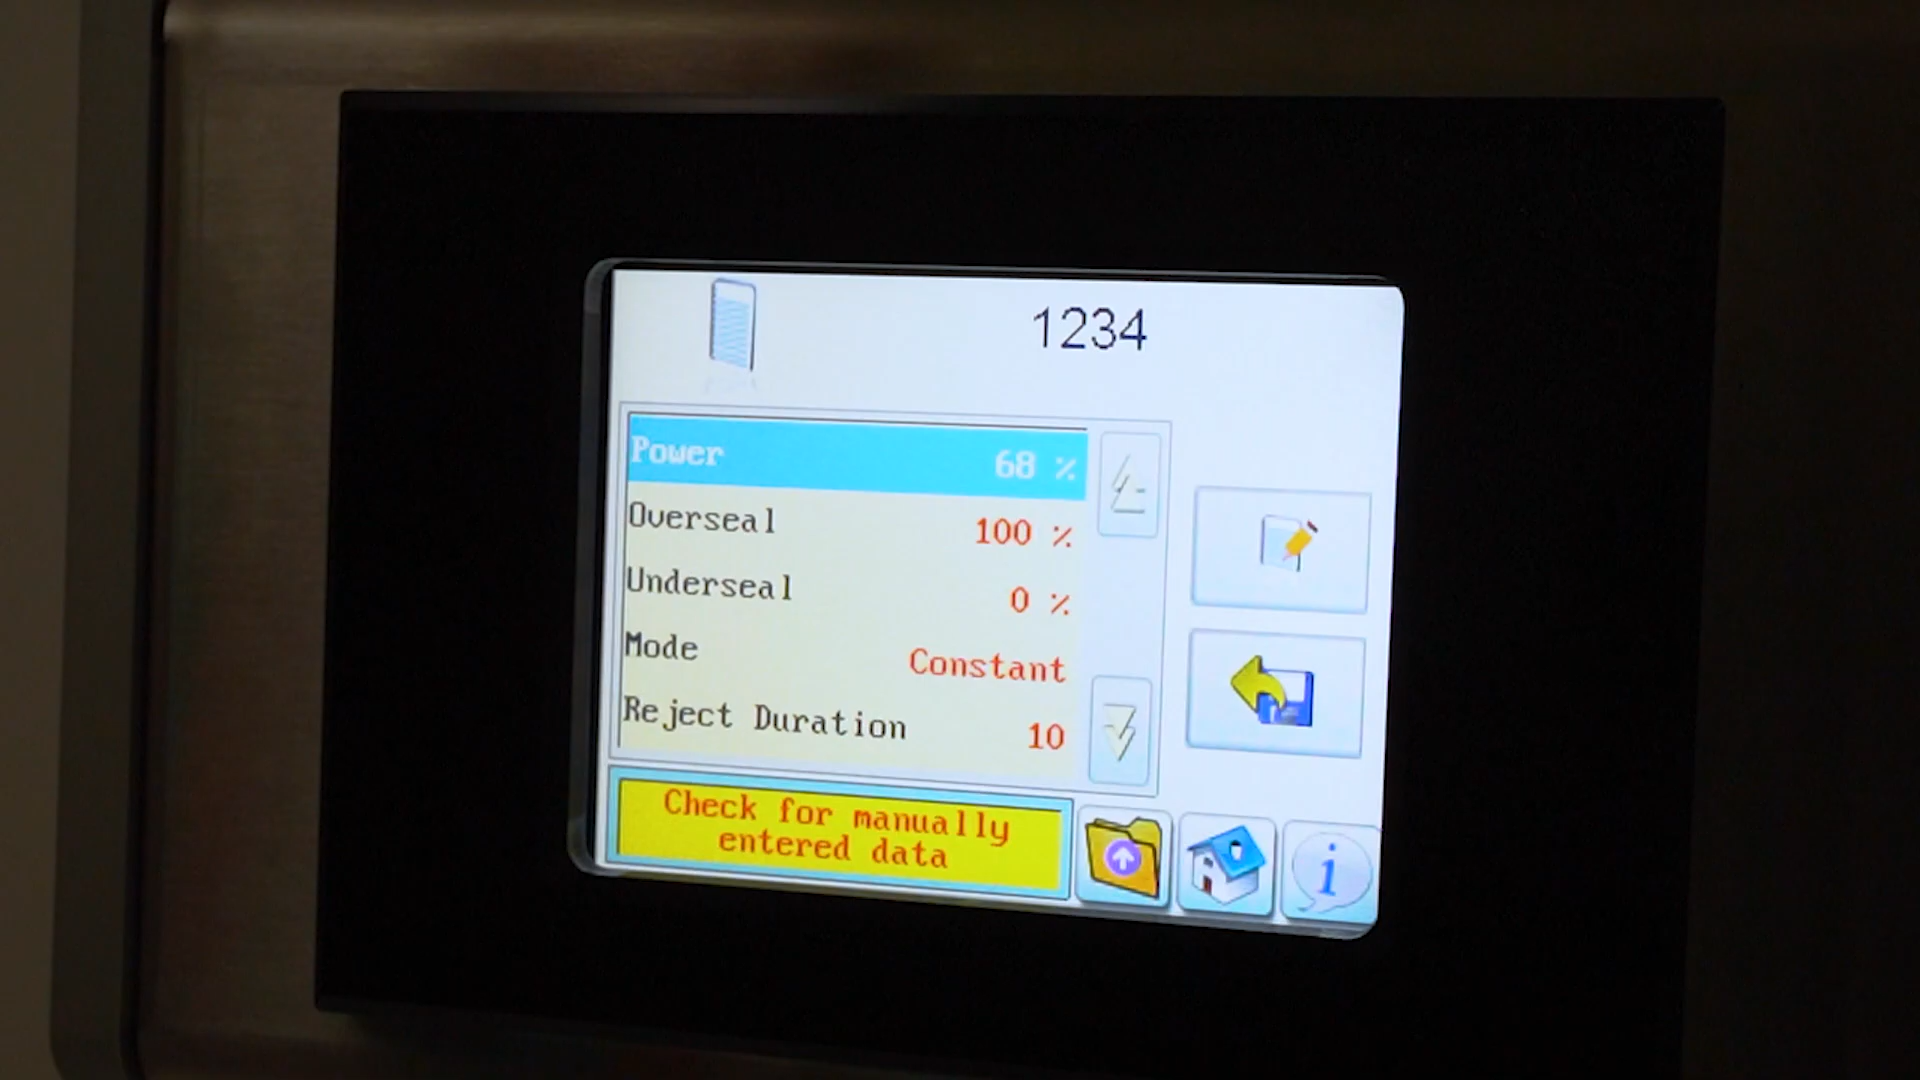 1234
Power 68 %
Overseal 100 %
Underseal 0 %
Mode Constant
Reject Duration 10
Check for manually
entered data
i